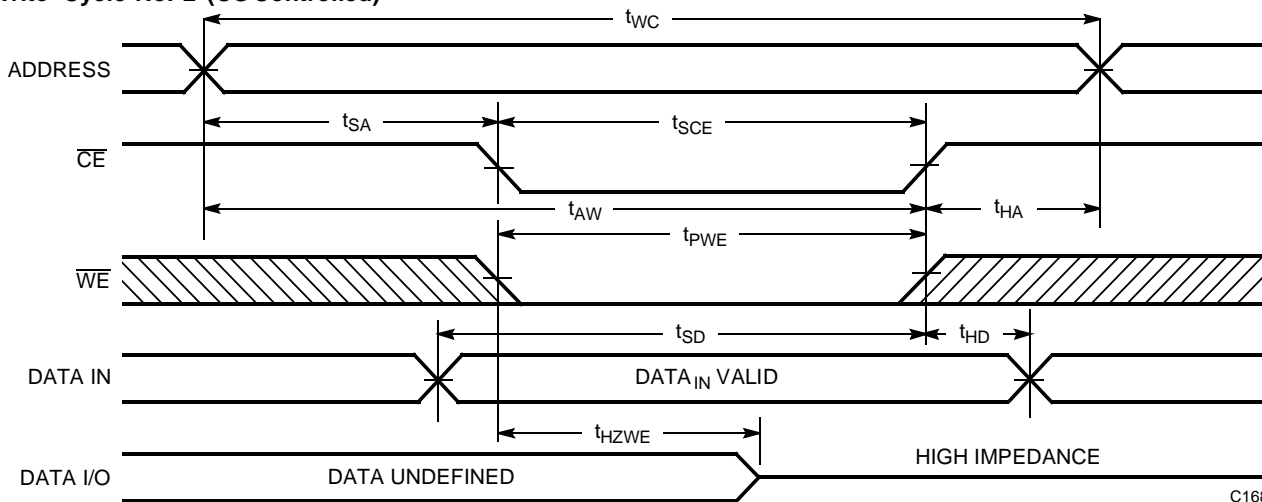 t_WC
ADDRESS
t_SA
t_SCE
CE
t_AW
t_HA
t_PWE
WE
t_SD
t_HD
DATA IN
DATA_IN VALID
t_HZWE
HIGH IMPEDANCE
DATA I/O
DATA UNDEFINED
C168